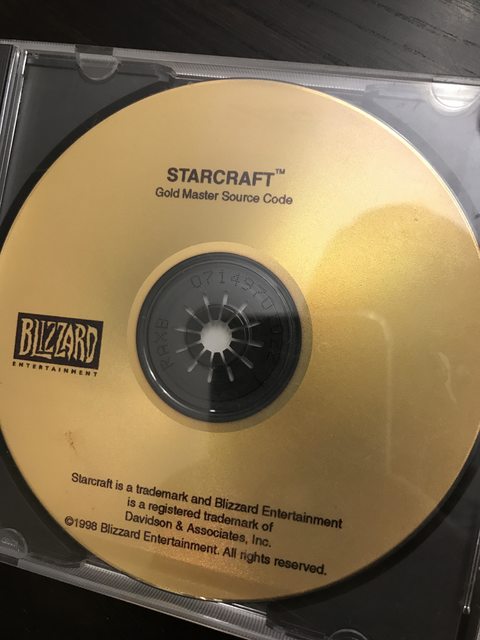 STARCRAFT™
Gold Master Source Code
BLIZZARD
ENTERTAINMENT
Starcraft is a trademark and Blizzard Entertainment
is a registered trademark of
Davidson & Associates, Inc.
©1998 Blizzard Entertainment. All rights reserved.